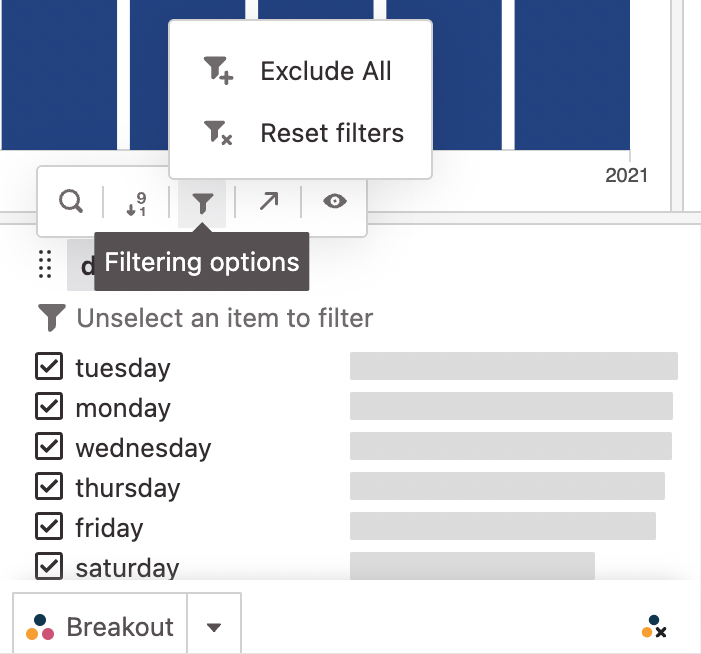 Exclude All
Reset filters
2021
9
1
Filtering options
Unselect an item to filter
tuesday
monday
wednesday
thursday
friday
saturday
Breakout